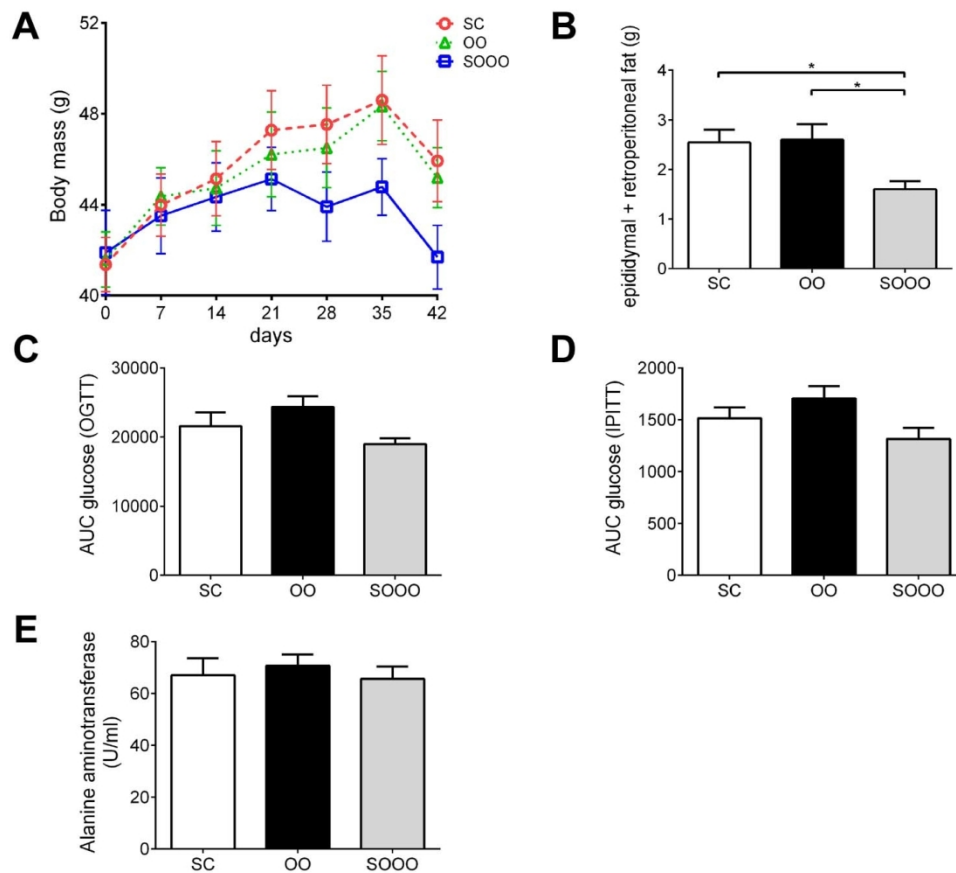 A
Body mass (g)
52
48
44
40
0 7 14 21 28 35 42
days
SC
OO
SOOO
B
epididymal + retroperitoneal fat (g)
4
3
2
1
0
*
*
SC OO SOOO
C
AUC glucose (OGTT)
30000
20000
10000
0
SC OO SOOO
D
AUC glucose (IPITT)
2000
1500
1000
500
0
SC OO SOOO
E
Alanine aminotransferase
(U/ml)
80
60
40
20
0
SC OO SOOO